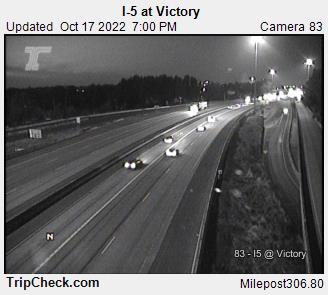 I-5 at Victory
Updated Oct 17 2022 7:00 PM Camera 83
N
83 - I5 @ Victory
TripCheck.com Milepost306.80